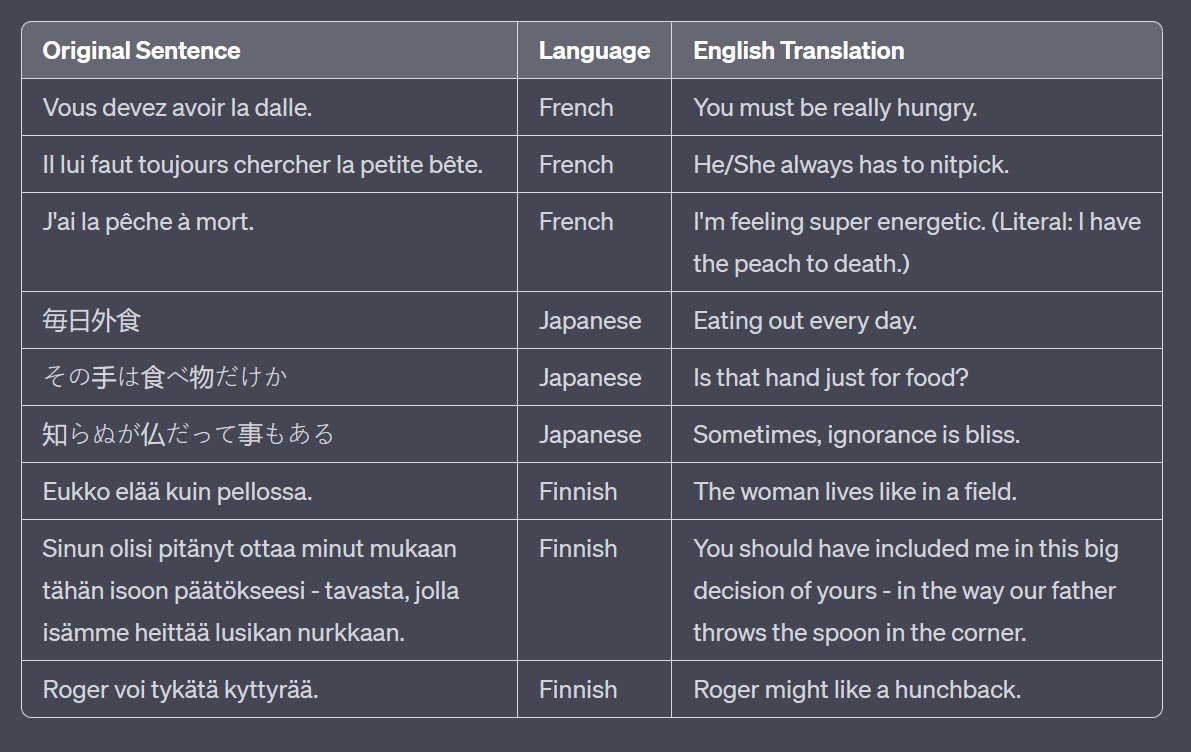 Original Sentence Language English Translation
Vous devez avoir la dalle. French You must be really hungry.
Il lui faut toujours chercher la petite bête. French He/She always has to nitpick.
J'ai la pêche à mort. French I'm feeling super energetic. (Literal: I have
the peach to death.)
毎日外食 Japanese Eating out every day.
その手は食べ物だけか Japanese Is that hand just for food?
知らぬが仏だって事もある Japanese Sometimes, ignorance is bliss.
Eukko elää kuin pellossa. Finnish The woman lives like in a field.
Sinun olisi pitänyt ottaa minut mukaan Finnish You should have included me in this big
tähän isoon päätökseesi - tavasta, jolla decision of yours - in the way our father
isämme heittää lusikan nurkkaan. throws the spoon in the corner.
Roger voi tykätä kyttyrää. Finnish Roger might like a hunchback.